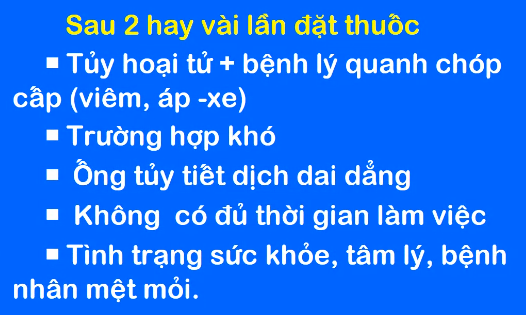 Sau 2 hay vài lần đặt thuốc
▪ Tủy hoại tử + bệnh lý quanh chóp
cấp (viêm, áp -xe)
▪ Trường hợp khó
▪ Ống tủy tiết dịch dai dẳng
▪ Không có đủ thời gian làm việc
▪ Tình trạng sức khỏe, tâm lý, bệnh
nhân mệt mỏi.